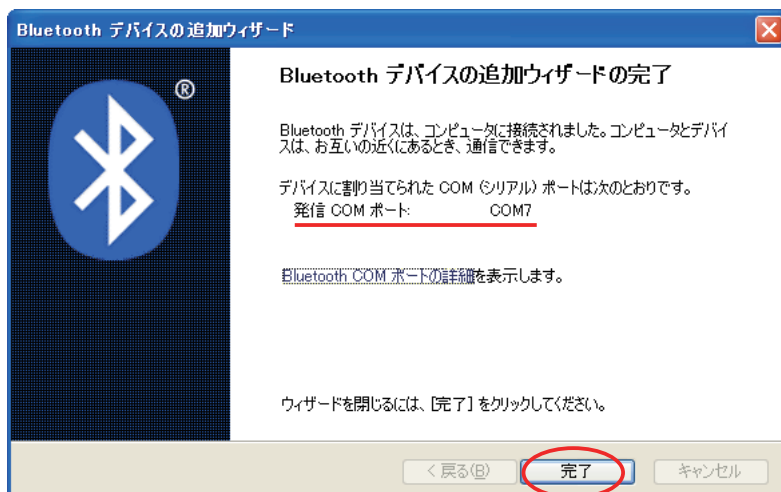 Bluetooth デバイスの追加ウィザード
®
Bluetooth デバイスの追加ウィザードの完了
Bluetooth デバイスは、コンピュータに接続されました。コンピュータとデバイ
スは、お互いの近くにあるとき、通信できます。
デバイスに割り当てられた COM (シリアル) ポートは次のとおりです。
発信 COM ポート: COM7
Bluetooth COM ポートの詳細を表示します。
ウィザードを閉じるには、[完了] をクリックしてください。
< 戻る(B) 完了 キャンセル